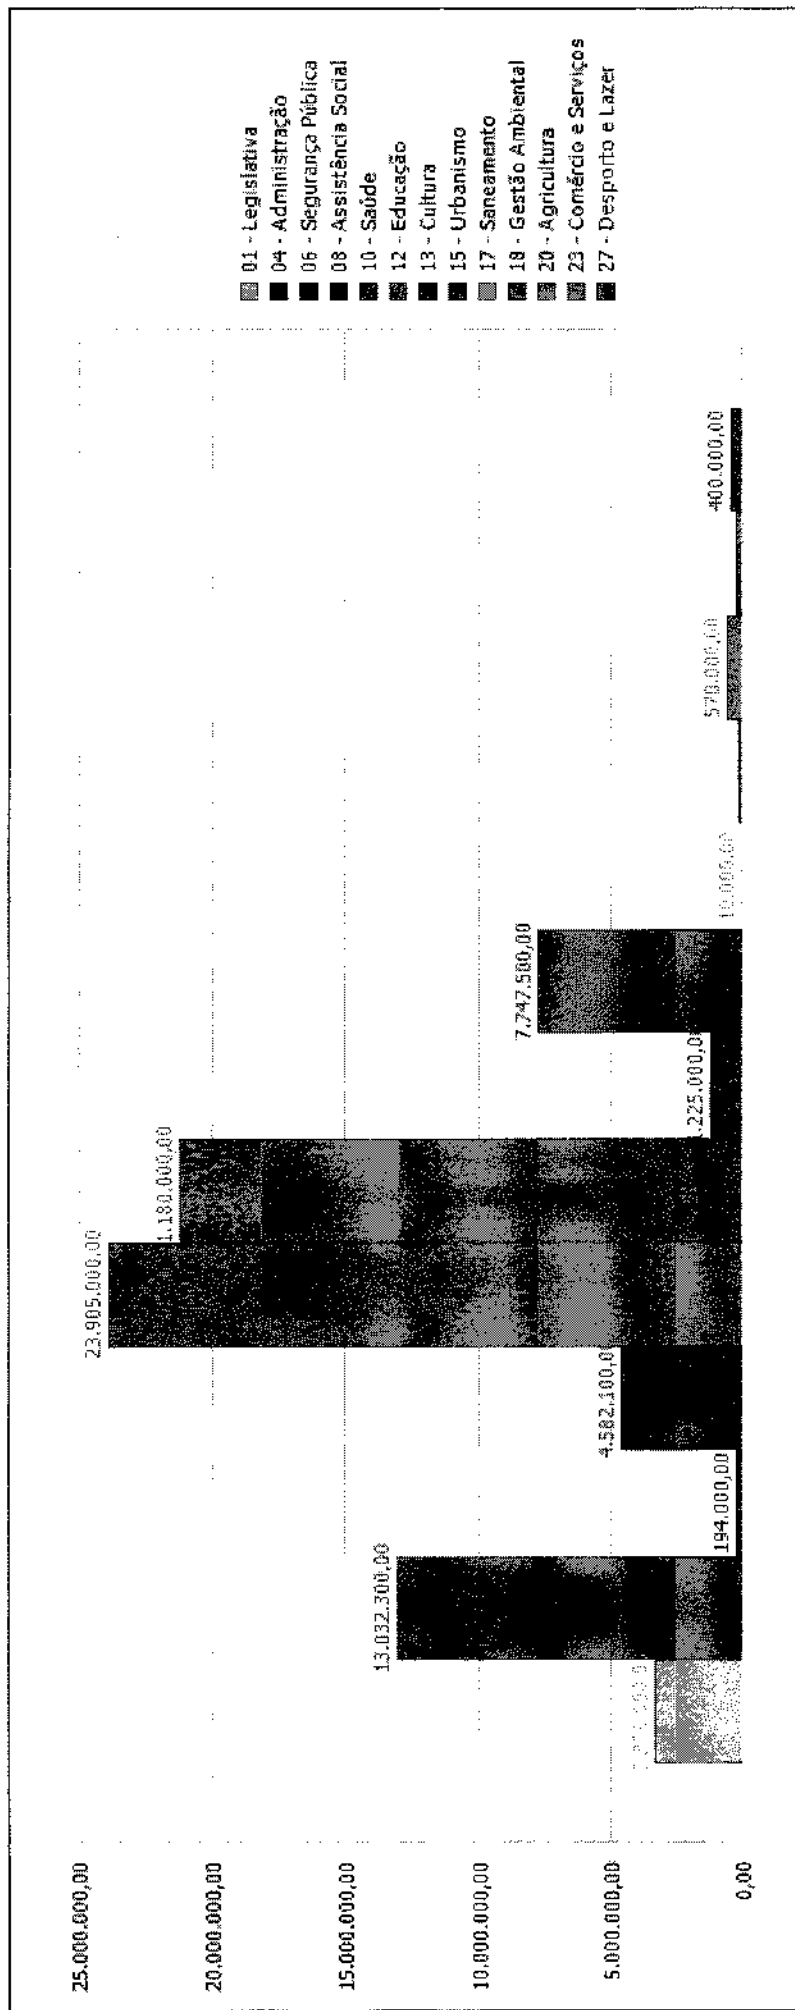 25.000.000,00
20.000.000,00
15.000.000,00
10.000.000,00
5.000.000,00
0,00
13.032.300,00
194.000,00
4.582.100,00
23.905.000,00
1.180.000,00
.225.000,00
7.747.500,00
10.000,00
570.000,00
400.000,00
01 - Legislativa
04 - Administração
06 - Segurança Pública
08 - Assistência Social
10 - Saúde
12 - Educação
13 - Cultura
15 - Urbanismo
17 - Saneamento
18 - Gestão Ambiental
20 - Agricultura
23 - Comércio e Serviços
27 - Desporto e Lazer